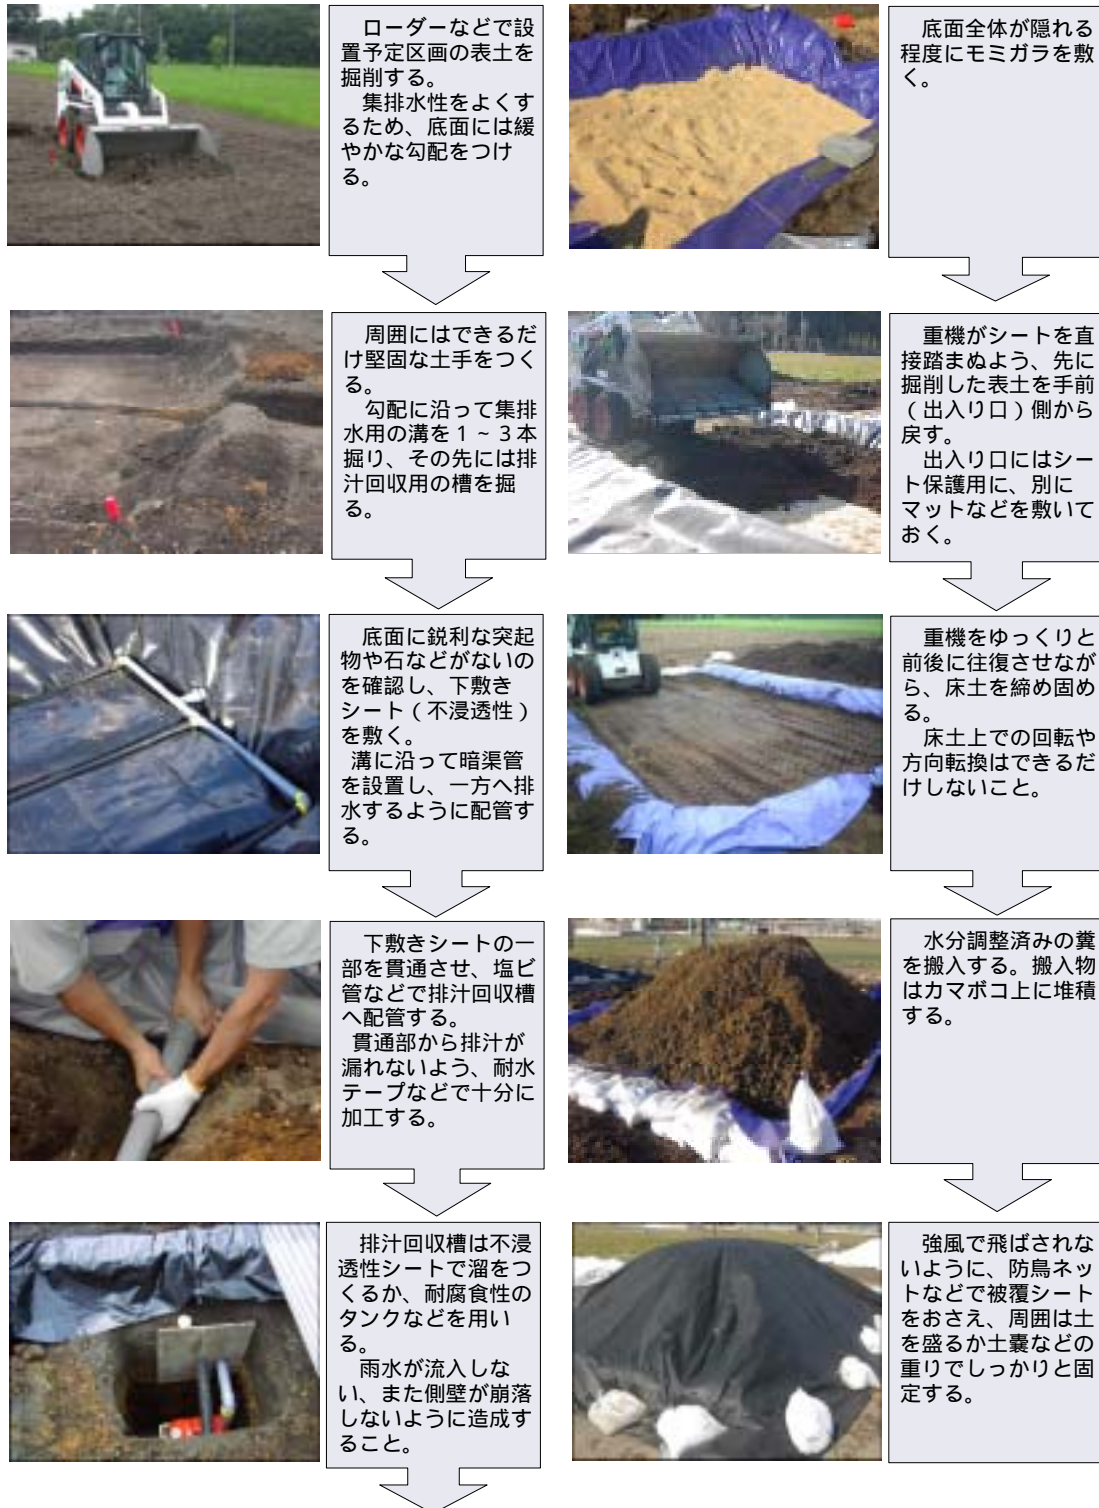 ローダーなどで設
置予定区画の表土を
掘削する。
集排水性をよくす
るため、底面には緩
やかな勾配をつけ
る。
周囲にはできるだ
け堅固な土手をつく
る。
勾配に沿って集排
水用の溝を1~3本
掘り、その先には排
汁回収用の槽を掘
る。
底面に鋭利な突起
物や石などがないの
を確認し、下敷き
シート(不浸透性)
を敷く。
溝に沿って暗渠管
を設置し、一方へ排
水するように配管す
る。
下敷きシートの一
部を貫通させ、塩ビ
管などで排汁回収槽
へ配管する。
貫通部から排汁が
漏れないよう、耐水
テープなどで十分に
加工する。
排汁回収槽は不浸
透性シートで溜をつ
くるか、耐腐食性の
タンクなどを用い
る。
雨水が流入しな
い、また側壁が崩落
しないように造成す
ること。
底面全体が隠れる
程度にモミガラを敷
く。
重機がシートを直
接踏まぬよう、先に
掘削した表土を手前
(出入り口)側から
戻す。
出入り口にはシー
ト保護用に、別に
マットなどを敷いて
おく。
重機をゆっくりと
前後に往復させなが
ら、床土を締め固め
る。
床土上での回転や
方向転換はできるだ
けしないこと。
水分調整済みの糞
を搬入する。搬入物
はカマボコ上に堆積
する。
強風で飛ばされな
いように、防鳥ネッ
トなどで被覆シート
をおさえ、周囲は土
を盛るか土嚢などの
重りでしっかりと固
定する。